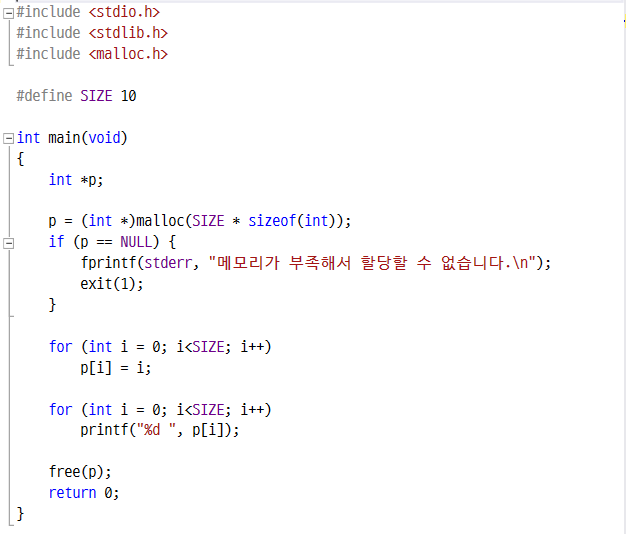 #include <stdio.h>
#include <stdlib.h>
#include <malloc.h>
#define SIZE 10
int main(void)
{
int *p;
p = (int *)malloc(SIZE * sizeof(int));
if (p == NULL) {
fprintf(stderr, "메모리가 부족해서 할당할 수 없습니다.\n");
exit(1);
}
for (int i = 0; i<SIZE; i++)
p[i] = i;
for (int i = 0; i<SIZE; i++)
printf("%d ", p[i]);
free(p);
return 0;
}